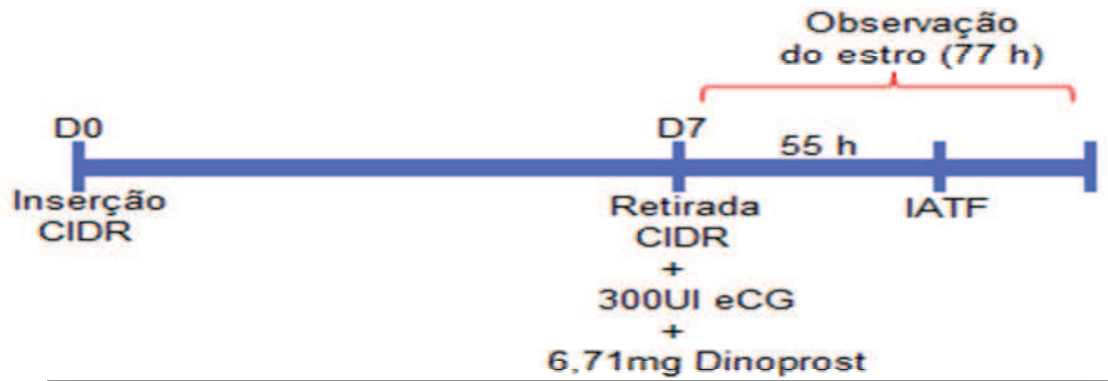 Observação
do estro (77 h)
D0
D7
55 h
Inserção
CIDR
Retirada
CIDR
+
300UI eCG
+
6,71mg Dinoprost
IATF